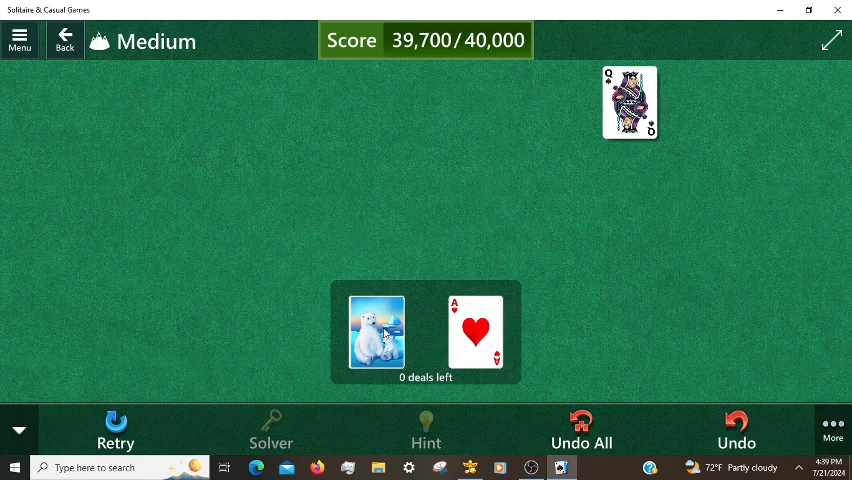 Solitaire & Casual Games
Menu
Back
Medium
Score 39,700/40,000
Q
Q
A
A
0 deals left
Retry
Solver
Hint
Undo All
Undo
More
Type here to search
72°F Partly cloudy
4:39 PM
7/21/2024